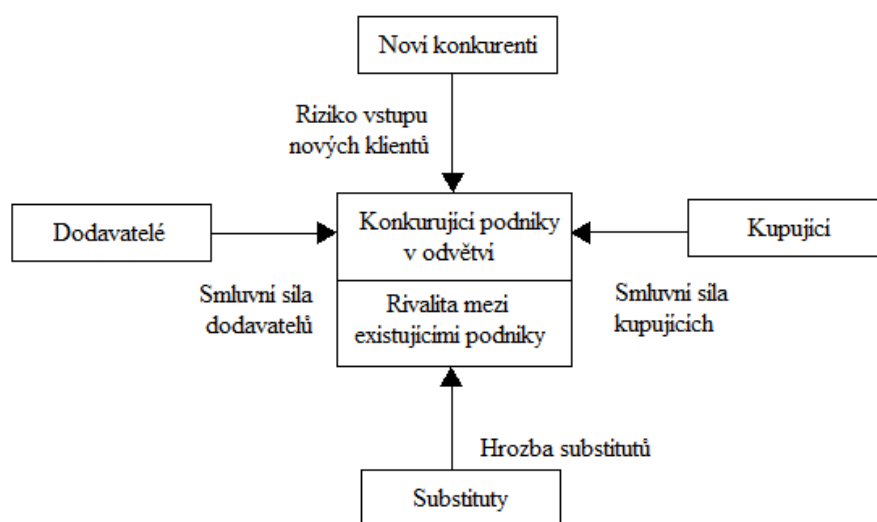 Noví konkurenti
Riziko vstupu
nových klientů
Dodavatelé
Konkurující podniky
v odvětví
Kupující
Smluvní síla
dodavatelů
Rivalita mezi
existujícími podniky
Smluvní síla
kupujících
Hrozba substitutů
Substituty